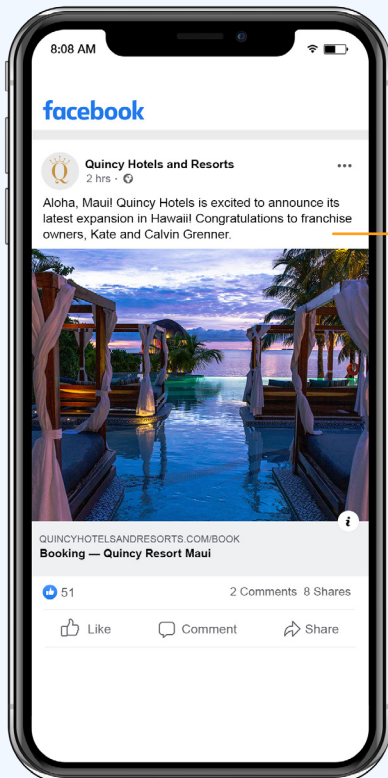 8:08 AM
facebook
Q
Quincy Hotels and Resorts
2 hrs ·
Aloha, Maui! Quincy Hotels is excited to announce its
latest expansion in Hawaii! Congratulations to franchise
owners, Kate and Calvin Grenner.
i
QUINCYHOTELSANDRESORTS.COM/BOOK
Booking — Quincy Resort Maui
51 2 Comments 8 Shares
Like Comment Share